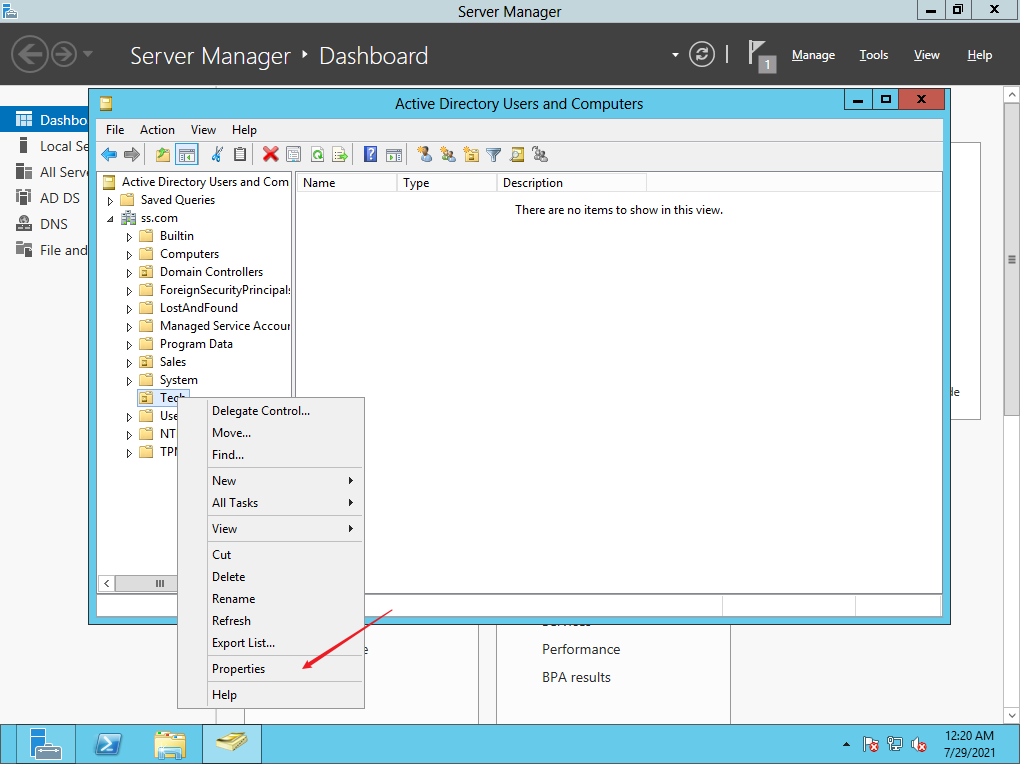 Server Manager
Server Manager ‣ Dashboard
1
Manage
Tools
View
Help
Dashbo
Local Se
All Serve
AD DS
DNS
File and
Active Directory Users and Computers
File Action View Help
Active Directory Users and Com
Saved Queries
ss.com
Builtin
Computers
Domain Controllers
ForeignSecurityPrincipals
LostAndFound
Managed Service Accour
Program Data
Sales
System
Tech
Use
NT
TPM
Name Type Description
There are no items to show in this view.
Delegate Control...
Move...
Find...
New
All Tasks
View
Cut
Delete
Rename
Refresh
Export List...
Properties
Help
de
Services
Performance
BPA results
12:20 AM
7/29/2021